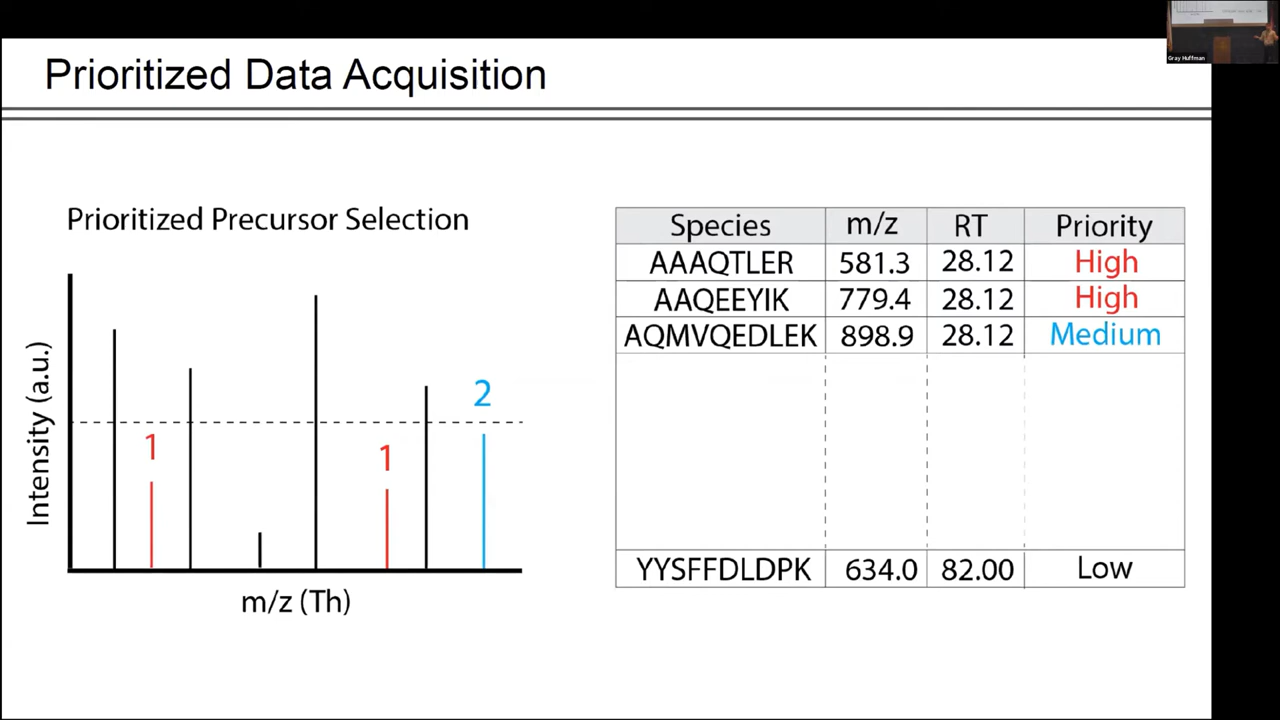 Prioritized Data Acquisition
Gray Huffman
Prioritized Precursor Selection
Intensity (a.u.)
1
1
2
m/z (Th)
Species m/z RT Priority
AAAQTLER 581.3 28.12 High
AAQEEYIK 779.4 28.12 High
AQMVQEDLEK 898.9 28.12 Medium
YYSFFDLDPK 634.0 82.00 Low